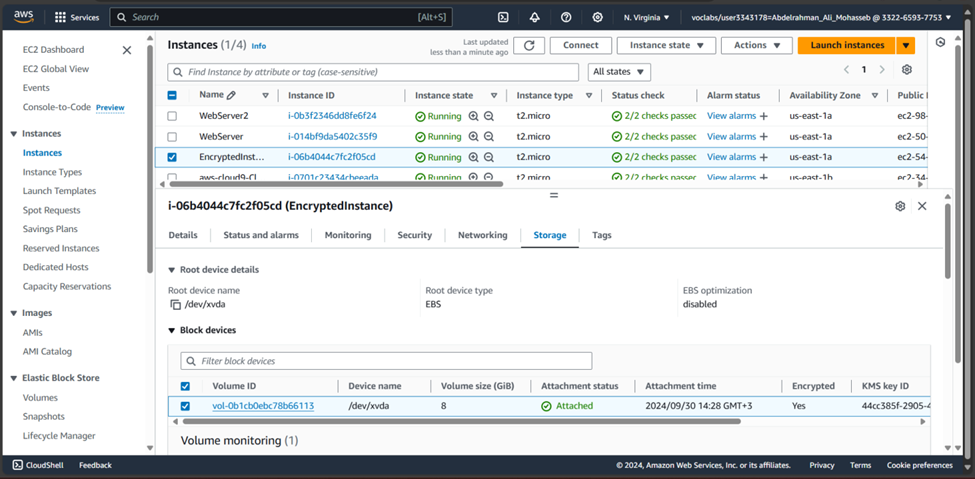 aws Services Search [Alt+S] N. Virginia voclabs/user3343178=Abdelrahman_Ali_Mohasseb @ 3322-6593-7753
EC2 Dashboard
EC2 Global View
Events
Console-to-Code Preview
Instances
Instances
Instance Types
Launch Templates
Spot Requests
Savings Plans
Reserved Instances
Dedicated Hosts
Capacity Reservations
Images
AMIs
AMI Catalog
Elastic Block Store
Volumes
Snapshots
Lifecycle Manager
Instances (1/4) Info
Last updated
less than a minute ago
Connect Instance state Actions Launch instances
Find Instance by attribute or tag (case-sensitive) All states
1
Name Instance ID Instance state Instance type Status check Alarm status Availability Zone Public I
WebServer2 i-0b3f2346dd8fe6f24 Running t2.micro 2/2 checks passec View alarms + us-east-1a ec2-98-
WebServer i-014bf9da5402c35f9 Running t2.micro 2/2 checks passec View alarms + us-east-1a ec2-50-
EncryptedInst... i-06b4044c7fc2f05cd Running t2.micro 2/2 checks passec View alarms + us-east-1a ec2-54-
aws-cloud9-Cl i-0701c23434cbeeada Running t2.micro 2/2 checks passec View alarms + us-east-1b ec2-34-
i-06b4044c7fc2f05cd (EncryptedInstance)
Details Status and alarms Monitoring Security Networking Storage Tags
Root device details
Root device name Root device type EBS optimization
/dev/xvda EBS disabled
Block devices
Filter block devices
Volume ID Device name Volume size (GiB) Attachment status Attachment time Encrypted KMS key ID
vol-0b1cb0ebc78b66113 /dev/xvda 8 Attached 2024/09/30 14:28 GMT+3 Yes 44cc385f-2905-4
Volume monitoring (1)
CloudShell Feedback © 2024, Amazon Web Services, Inc. or its affiliates. Privacy Terms Cookie preferences